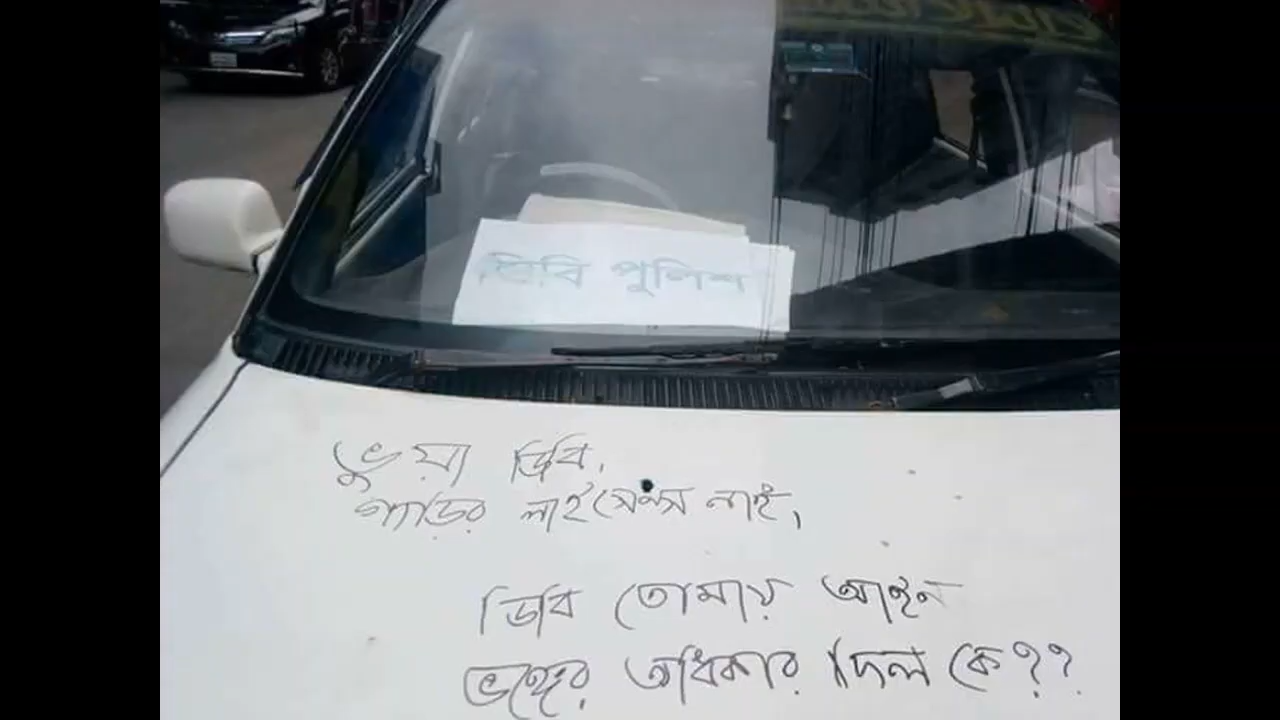 ডিবি পুলিশ
ভুয়া ডিবি,
গাড়ির লাইসেন্স নাই,
ডিবি তোমায় আইন
ভঙ্গের অধিকার দিল কে??